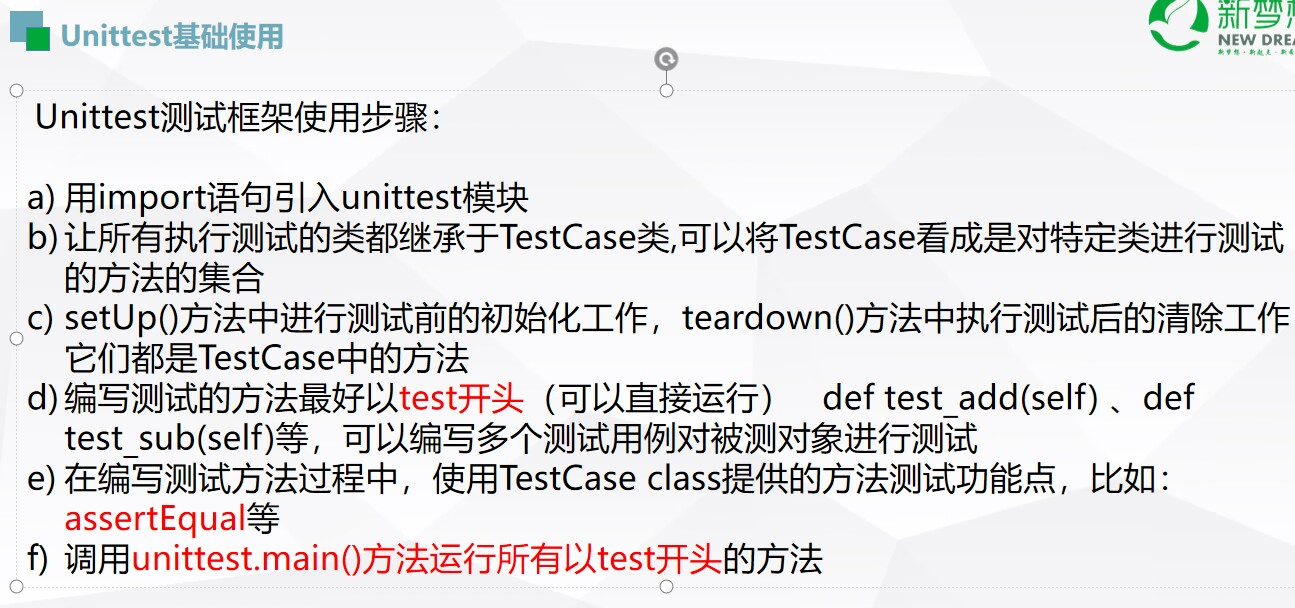 Unittest基础使用
新梦想
NEW DREA
Unittest测试框架使用步骤：
a) 用import语句引入unittest模块
b) 让所有执行测试的类都继承于TestCase类,可以将TestCase看成是对特定类进行测试
的方法的集合
c) setUp()方法中进行测试前的初始化工作，teardown()方法中执行测试后的清除工作
它们都是TestCase中的方法
d) 编写测试的方法最好以test开头（可以直接运行） def test_add(self) 、def
test_sub(self)等，可以编写多个测试用例对被测对象进行测试
e) 在编写测试方法过程中，使用TestCase class提供的方法测试功能点，比如：
assertEqual等
f) 调用unittest.main()方法运行所有以test开头的方法